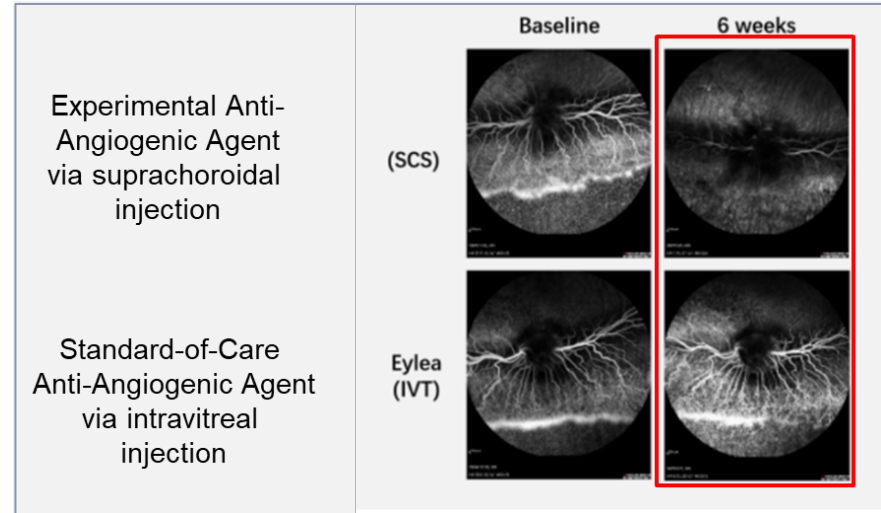 Baseline
6 weeks
Experimental Anti-
Angiogenic Agent
via suprachoroidal
injection
(SCS)
Standard-of-Care
Anti-Angiogenic Agent
via intravitreal
injection
Eylea
(IVT)